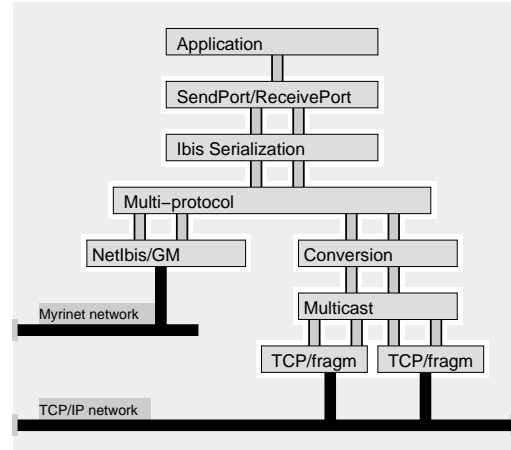 Application
SendPort/ReceivePort
Ibis Serialization
Multi−protocol
NetIbis/GM
Conversion
Myrinet network
Multicast
TCP/fragm
TCP/fragm
TCP/IP network